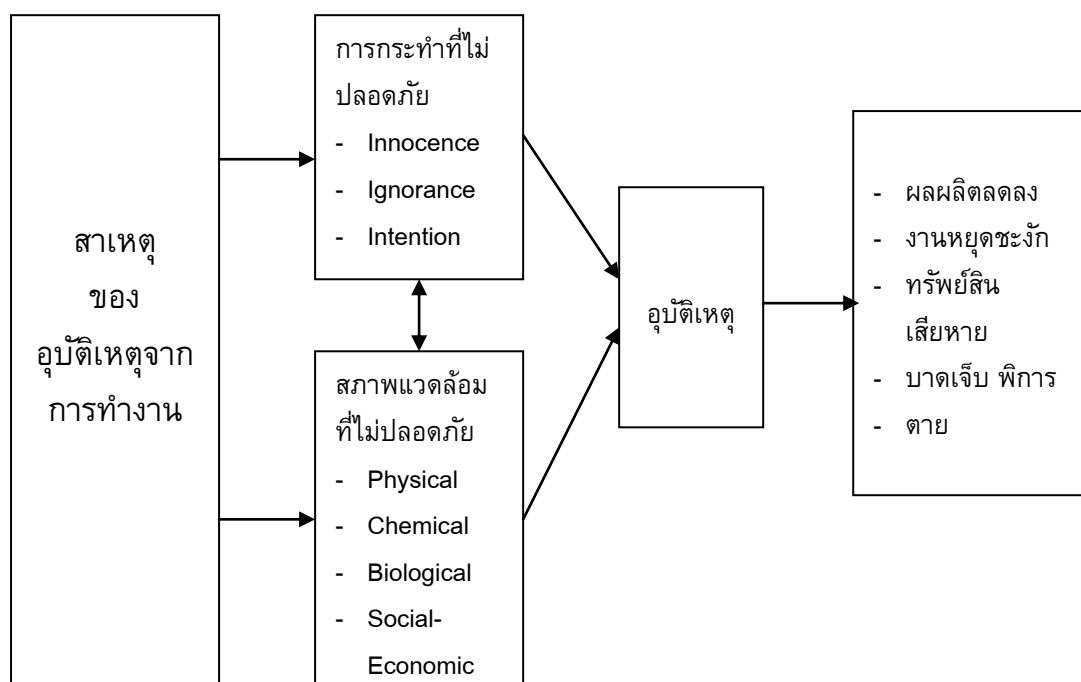 สาเหตุ
ของ
อุบัติเหตุจาก
การทำงาน
การกระทำที่ไม่
ปลอดภัย
- Innocence
- Ignorance
- Intention
สภาพแวดล้อม
ที่ไม่ปลอดภัย
- Physical
- Chemical
- Biological
- Social-
Economic
อุบัติเหตุ
- ผลผลิตลดลง
- งานหยุดชะงัก
- ทรัพย์สิน
เสียหาย
- บาดเจ็บ พิการ
- ตาย